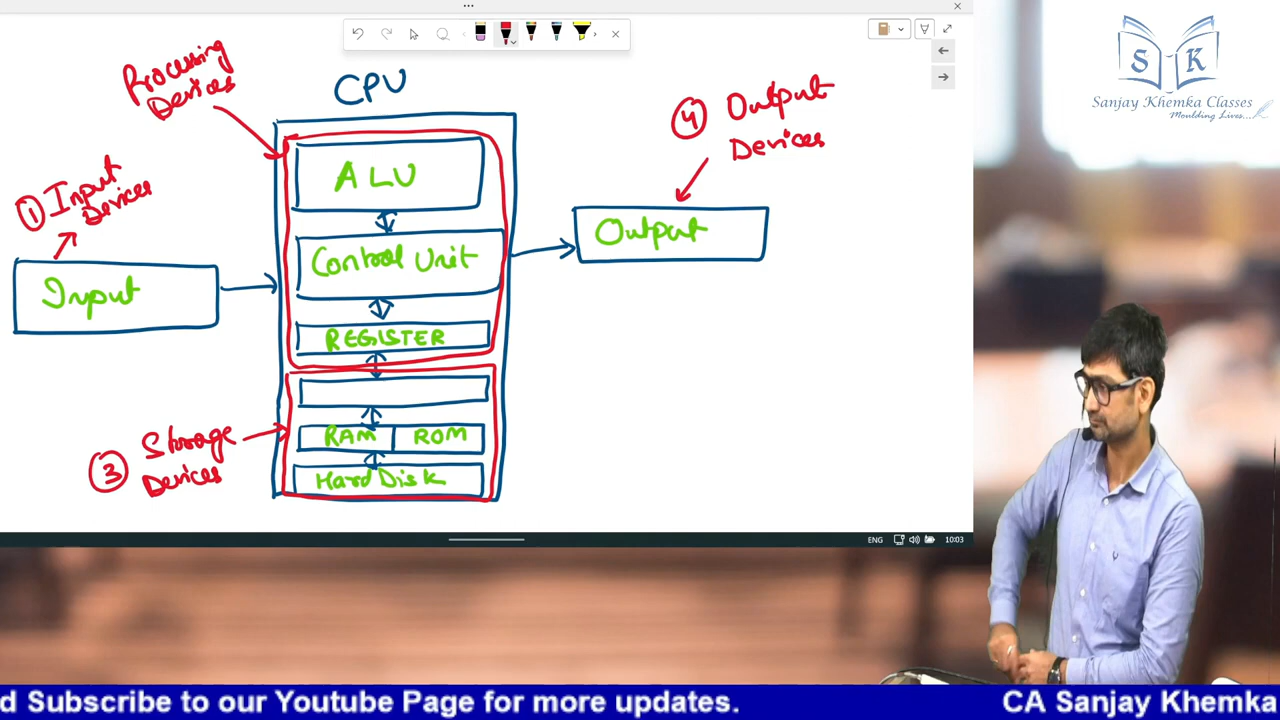 Processing
Devices
CPU
④ Output
Devices
ALU
① Input
Devices
Output
Control Unit
Input
REGISTER
③ Storage
Devices
RAM ROM
Hard Disk
ENG 10:03
S K
Sanjay Khemka Classes
Moulding Lives...
d Subscribe to our Youtube Page for more updates. CA Sanjay Khemka